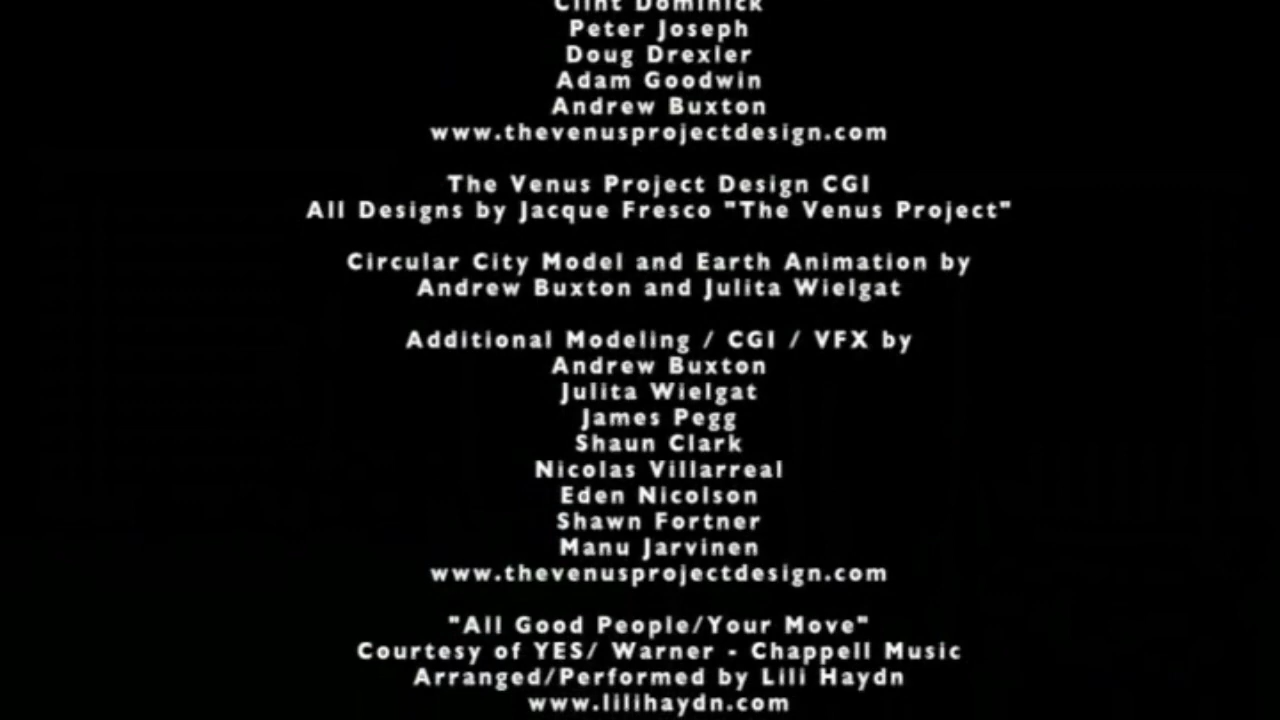 Clint Dominick
Peter Joseph
Doug Drexler
Adam Goodwin
Andrew Buxton
www.thevenusprojectdesign.com
The Venus Project Design CGI
All Designs by Jacque Fresco "The Venus Project"
Circular City Model and Earth Animation by
Andrew Buxton and Julita Wielgat
Additional Modeling / CGI / VFX by
Andrew Buxton
Julita Wielgat
James Pegg
Shaun Clark
Nicolas Villarreal
Eden Nicolson
Shawn Fortner
Manu Jarvinen
www.thevenusprojectdesign.com
"All Good People/Your Move"
Courtesy of YES/ Warner - Chappell Music
Arranged/Performed by Lili Haydn
www.lilihaydn.com